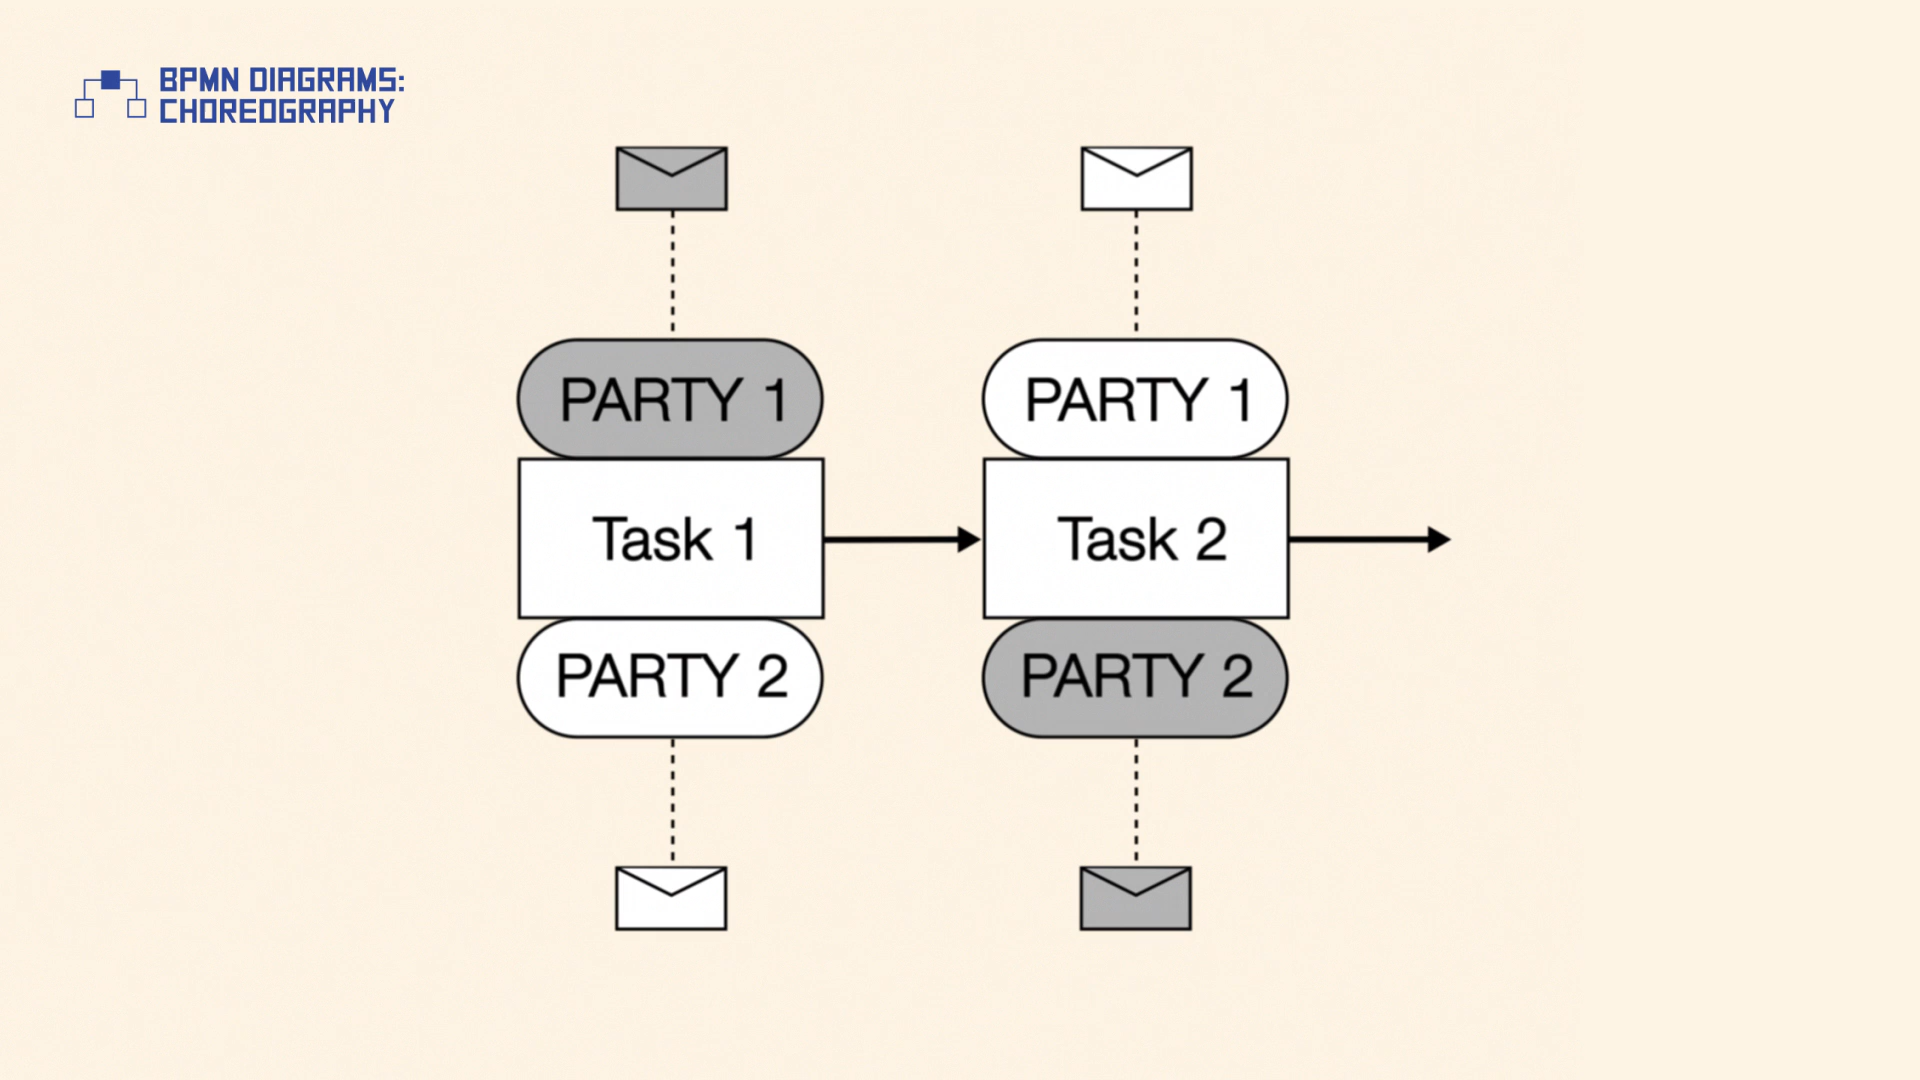 BPMN DIAGRAMS:
CHOREOGRAPHY
PARTY 1
PARTY 1
Task 1
Task 2
PARTY 2
PARTY 2